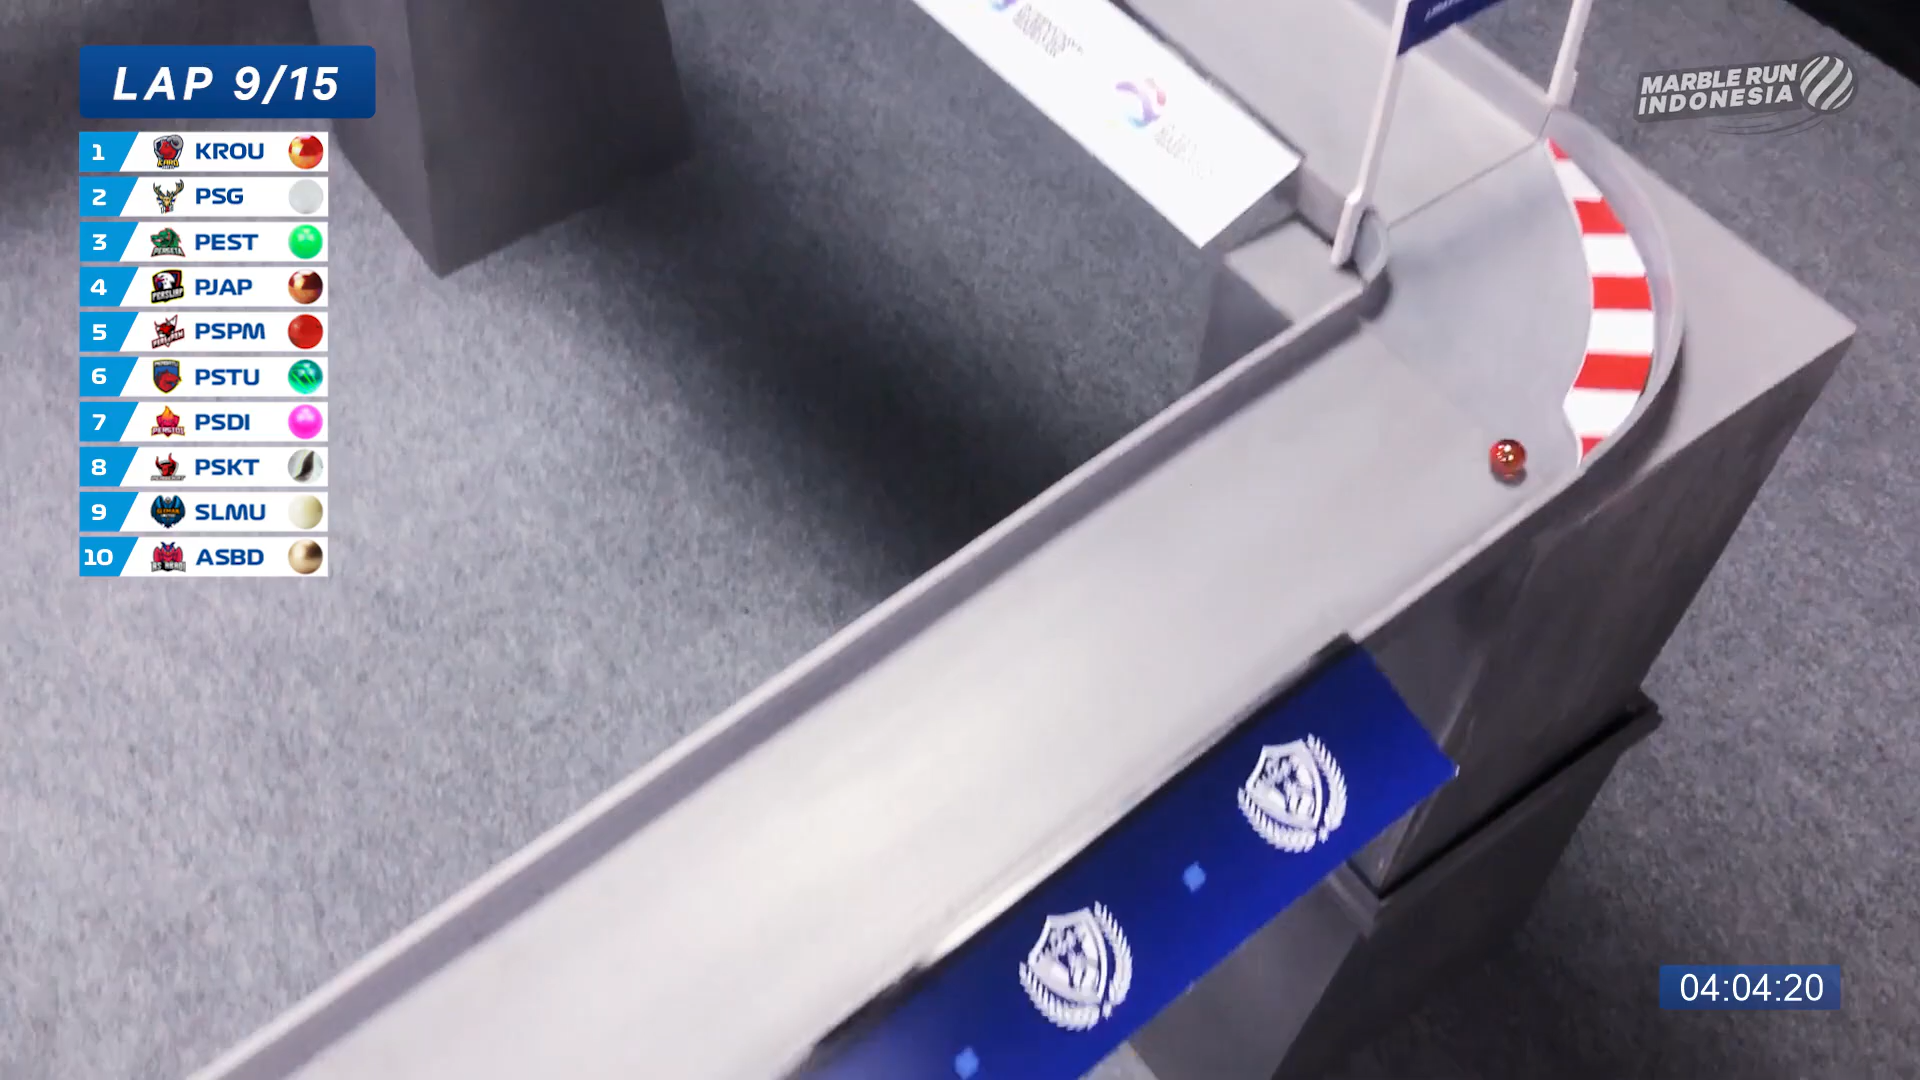 LAP 9/15
MARBLE RUN
INDONESIA
1 KROU
2 PSG
3 PEST
4 PJAP
5 PSPM
6 PSTU
7 PSDI
8 PSKT
9 SLMU
10 ASBD
04:04:20